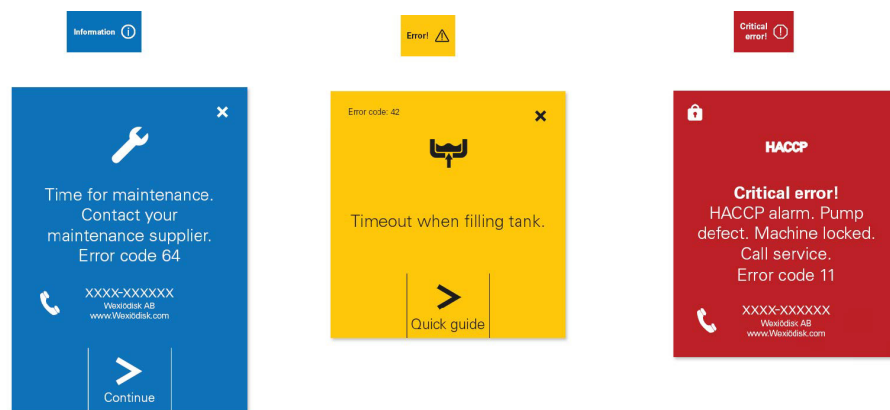 Information
Error!
Critical
error!
Time for maintenance.
Contact your
maintenance supplier.
Error code 64
XXXX-XXXXXX
Wexiödisk AB
www.Wexiödisk.com
Continue
Error code: 42
Timeout when filling tank.
Quick guide
HACCP
Critical error!
HACCP alarm. Pump
defect. Machine locked.
Call service.
Error code 11
XXXX-XXXXXX
Wexiödisk AB
www.Wexiödisk.com